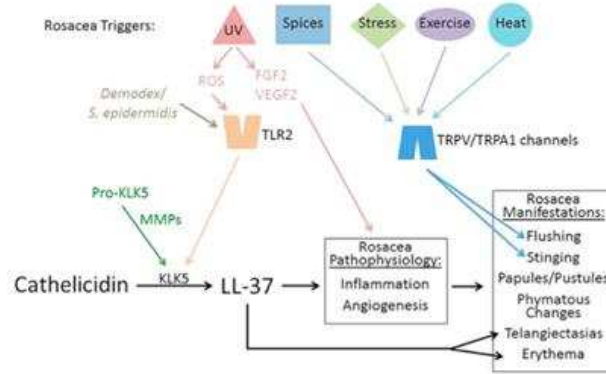 Rosacea Triggers:
UV
Spices
Stress
Exercise
Heat
ROS
FGF2
VEGF2
Demodex/
S. epidermidis
TLR2
TRPV/TRPA1 channels
Pro-KLK5
MMPs
Cathelicidin
KLK5
LL-37
Rosacea
Pathophysiology:
Inflammation
Angiogenesis
Rosacea
Manifestations:
Flushing
Stinging
Papules/Pustules
Phymatous
Changes
Telangiectasias
Erythema